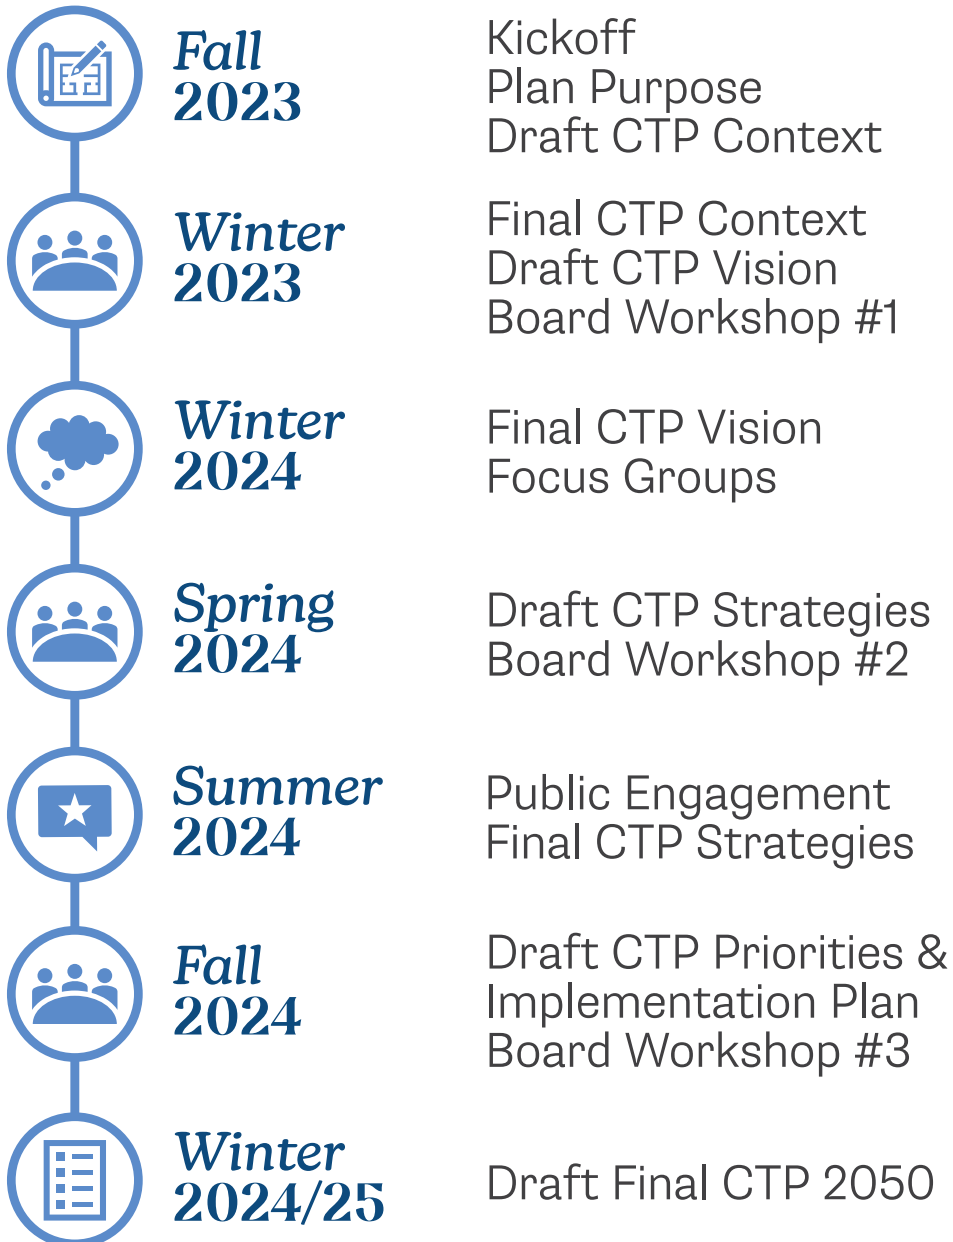 Fall
2023
Kickoff
Plan Purpose
Draft CTP Context
Winter
2023
Final CTP Context
Draft CTP Vision
Board Workshop #1
Winter
2024
Final CTP Vision
Focus Groups
Spring
2024
Draft CTP Strategies
Board Workshop #2
Summer
2024
Public Engagement
Final CTP Strategies
Fall
2024
Draft CTP Priorities &
Implementation Plan
Board Workshop #3
Winter
2024/25
Draft Final CTP 2050